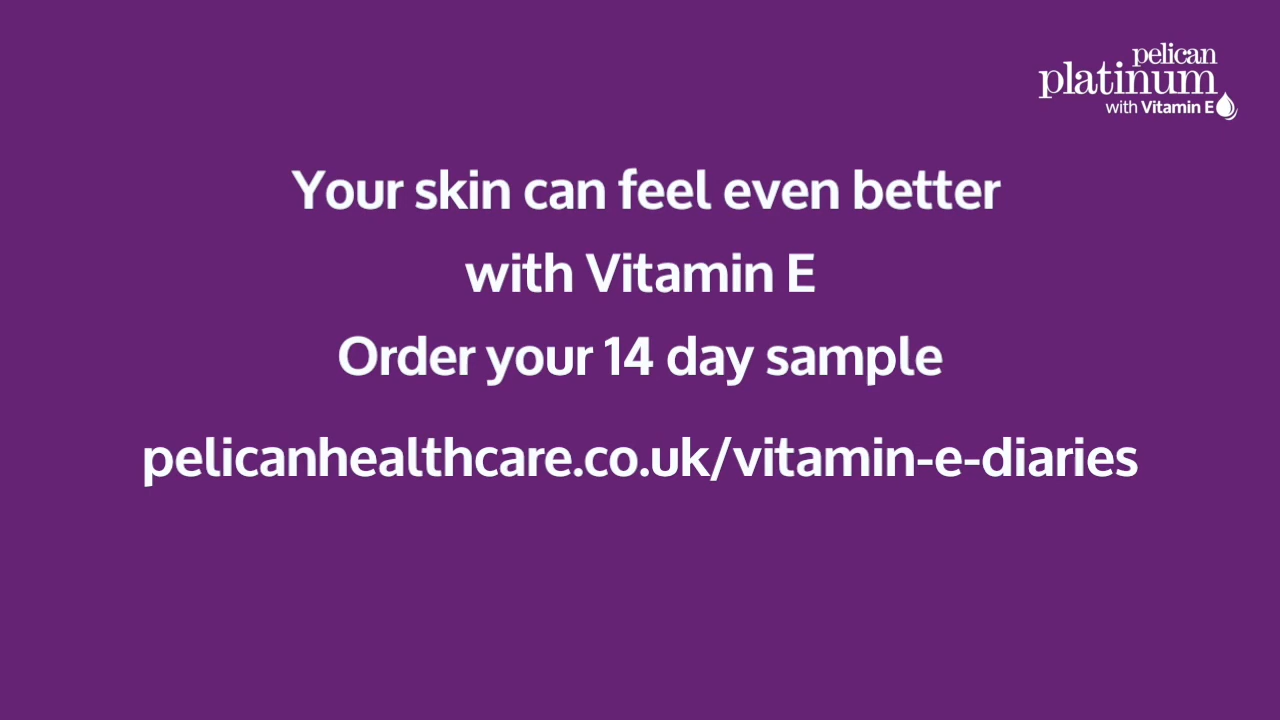 pelican
platinum
with Vitamin E
Your skin can feel even better
with Vitamin E
Order your 14 day sample
pelicanhealthcare.co.uk/vitamin-e-diaries